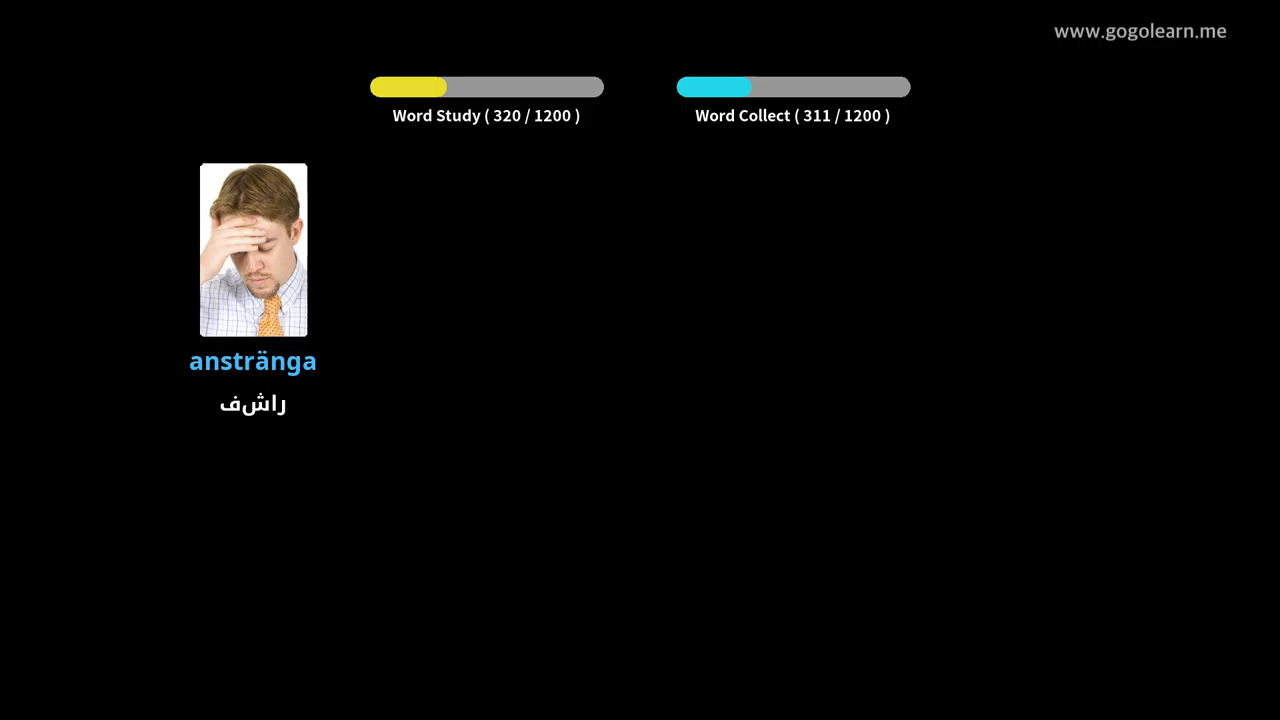 www.gogolearn.me
Word Study ( 320 / 1200 )
Word Collect ( 311 / 1200 )
anstränga
راشف